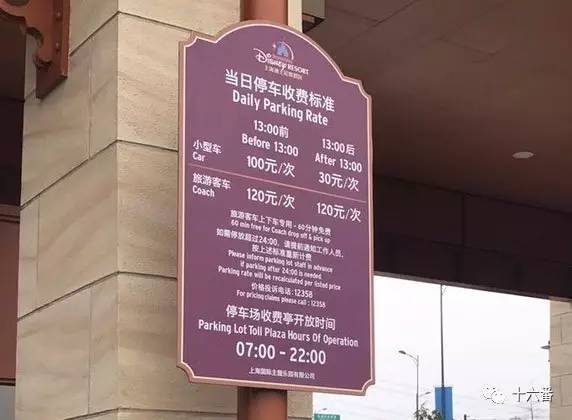 Disney RESORT
上海迪士尼度假区
当日停车收费标准
Daily Parking Rate
13:00前 13:00后
Before 13:00 After 13:00
小型车
Car 100元/次 30元/次
旅游客车
Coach 120元/次 120元/次
旅游客车上下车专用 - 60分钟免费
60 min free for Coach drop off & pick up
如需停放超过24:00，请提前通知工作人员，
按上述标准重新计费
Please inform parking lot staff in advance
if parking after 24:00 is needed
Parking rate will be recalculated per listed price
价格投诉电话：12358
For pricing claims please call : 12358
停车场收费亭开放时间
Parking Lot Toll Plaza Hours Of Operation
07:00 - 22:00
上海国际主题乐园有限公司
十六番